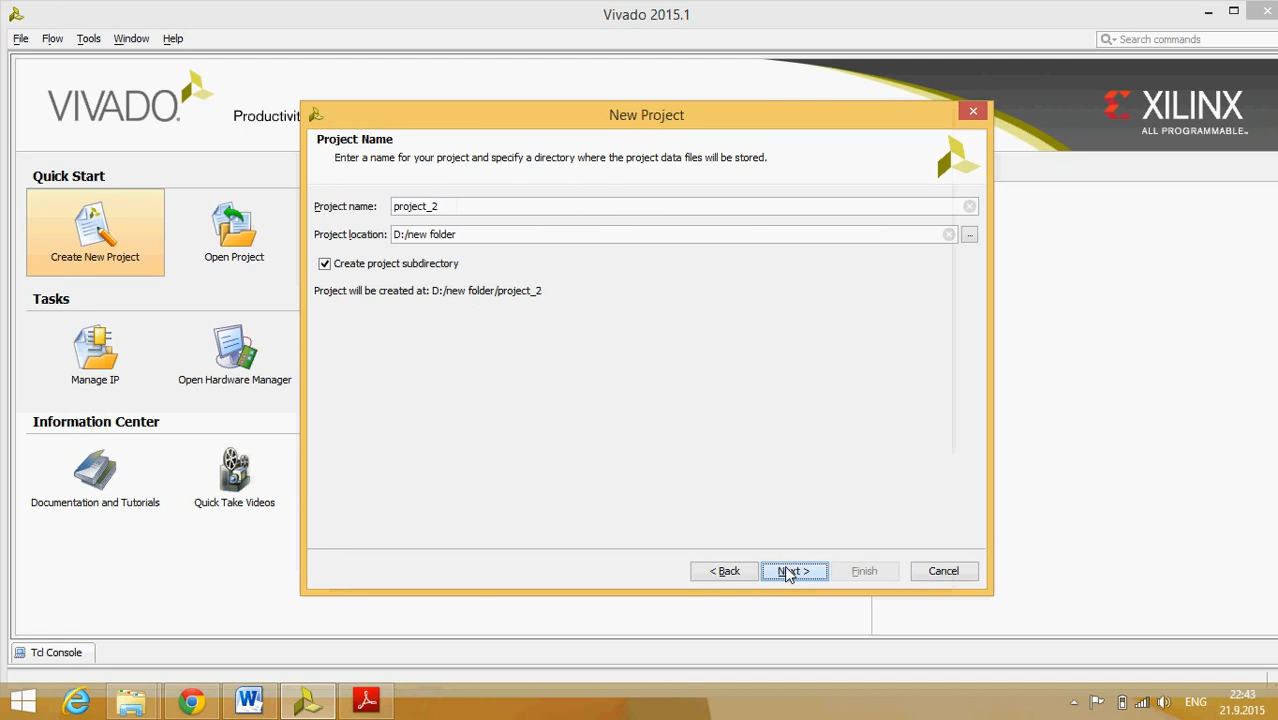 Vivado 2015.1
File Flow Tools Window Help
Search commands
VIVADO.
Productivit
XILINX
ALL PROGRAMMABLE™
New Project
Project Name
Enter a name for your project and specify a directory where the project data files will be stored.
Quick Start
Project name: project_2
Project location: D:/new folder ...
Create New Project Open Project
Create project subdirectory
Project will be created at: D:/new folder/project_2
Tasks
Manage IP Open Hardware Manager
Information Center
Documentation and Tutorials Quick Take Videos
< Back Next > Finish Cancel
Tcl Console
ENG
22:43
21.9.2015